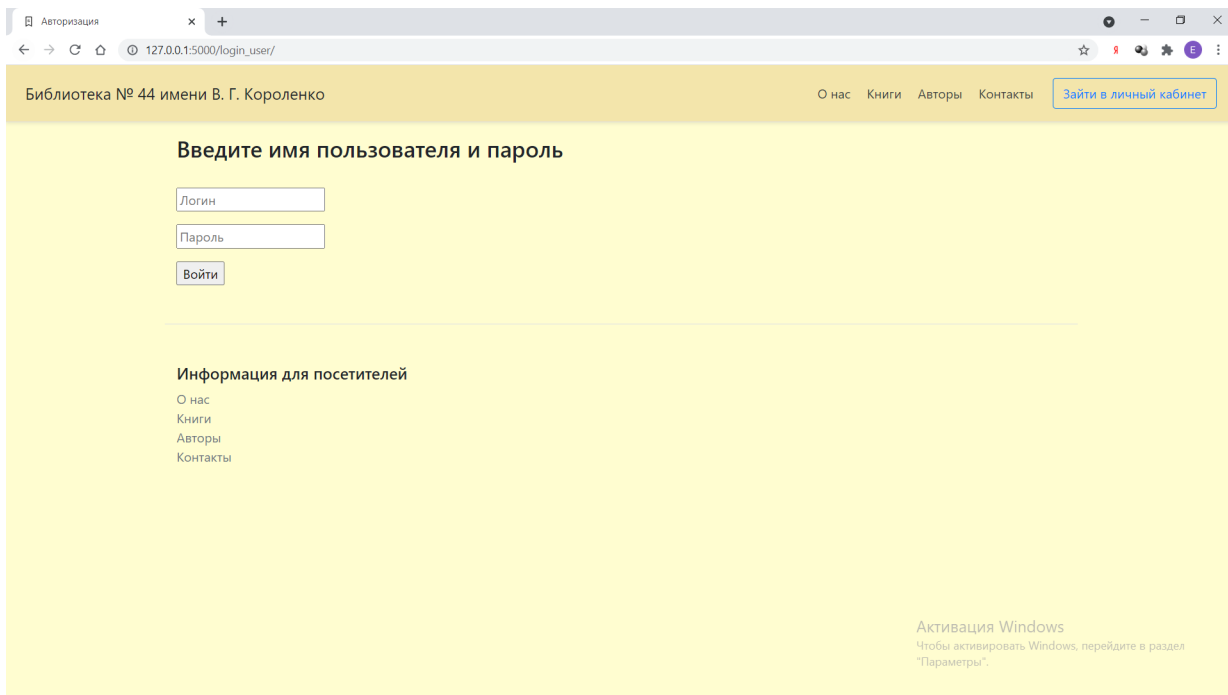 Авторизация
127.0.0.1:5000/login_user/
Я
E
Библиотека № 44 имени В. Г. Короленко
О нас Книги Авторы Контакты Зайти в личный кабинет
Введите имя пользователя и пароль
Логин
Пароль
Войти
Информация для посетителей
О нас
Книги
Авторы
Контакты
Активация Windows
Чтобы активировать Windows, перейдите в раздел
"Параметры".